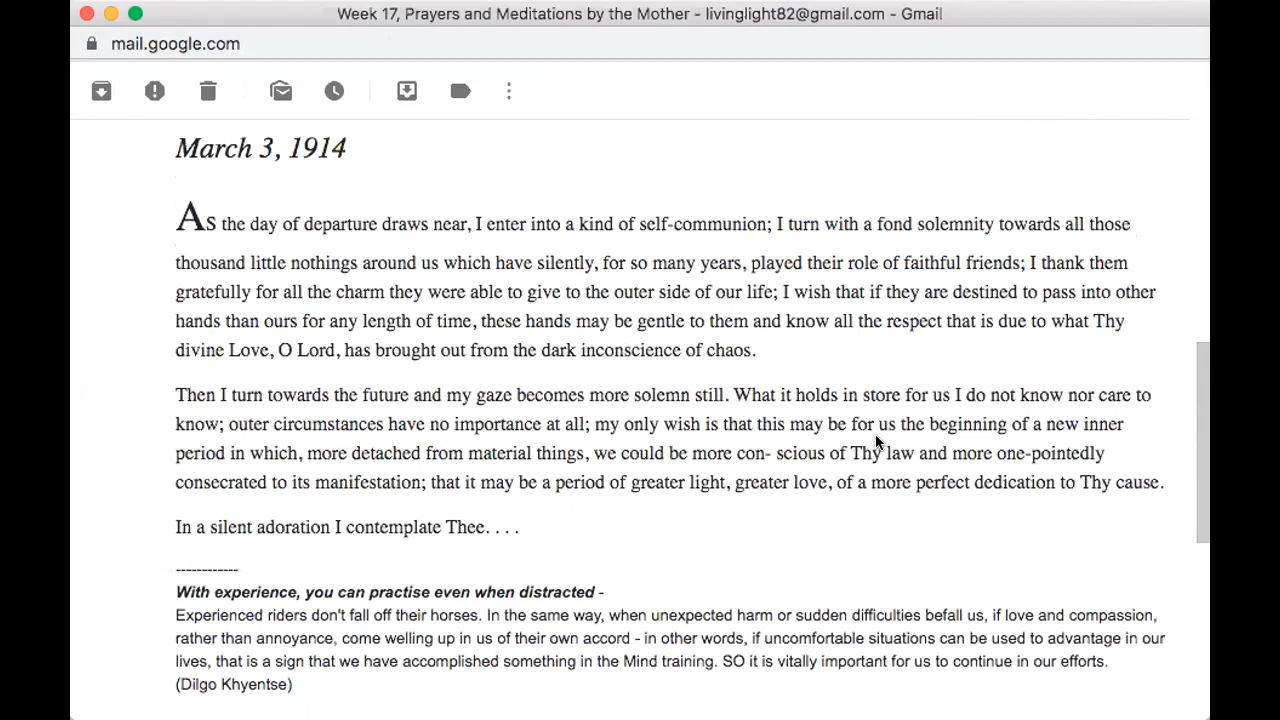 Week 17, Prayers and Meditations by the Mother - livinglight82@gmail.com - Gmail
mail.google.com
March 3, 1914
As the day of departure draws near, I enter into a kind of self-communion; I turn with a fond solemnity towards all those
thousand little nothings around us which have silently, for so many years, played their role of faithful friends; I thank them
gratefully for all the charm they were able to give to the outer side of our life; I wish that if they are destined to pass into other
hands than ours for any length of time, these hands may be gentle to them and know all the respect that is due to what Thy
divine Love, O Lord, has brought out from the dark inconscience of chaos.
Then I turn towards the future and my gaze becomes more solemn still. What it holds in store for us I do not know nor care to
know; outer circumstances have no importance at all; my only wish is that this may be for us the beginning of a new inner
period in which, more detached from material things, we could be more con- scious of Thy law and more one-pointedly
consecrated to its manifestation; that it may be a period of greater light, greater love, of a more perfect dedication to Thy cause.
In a silent adoration I contemplate Thee. . . .
------------
With experience, you can practise even when distracted -
Experienced riders don't fall off their horses. In the same way, when unexpected harm or sudden difficulties befall us, if love and compassion,
rather than annoyance, come welling up in us of their own accord - in other words, if uncomfortable situations can be used to advantage in our
lives, that is a sign that we have accomplished something in the Mind training. SO it is vitally important for us to continue in our efforts.
(Dilgo Khyentse)